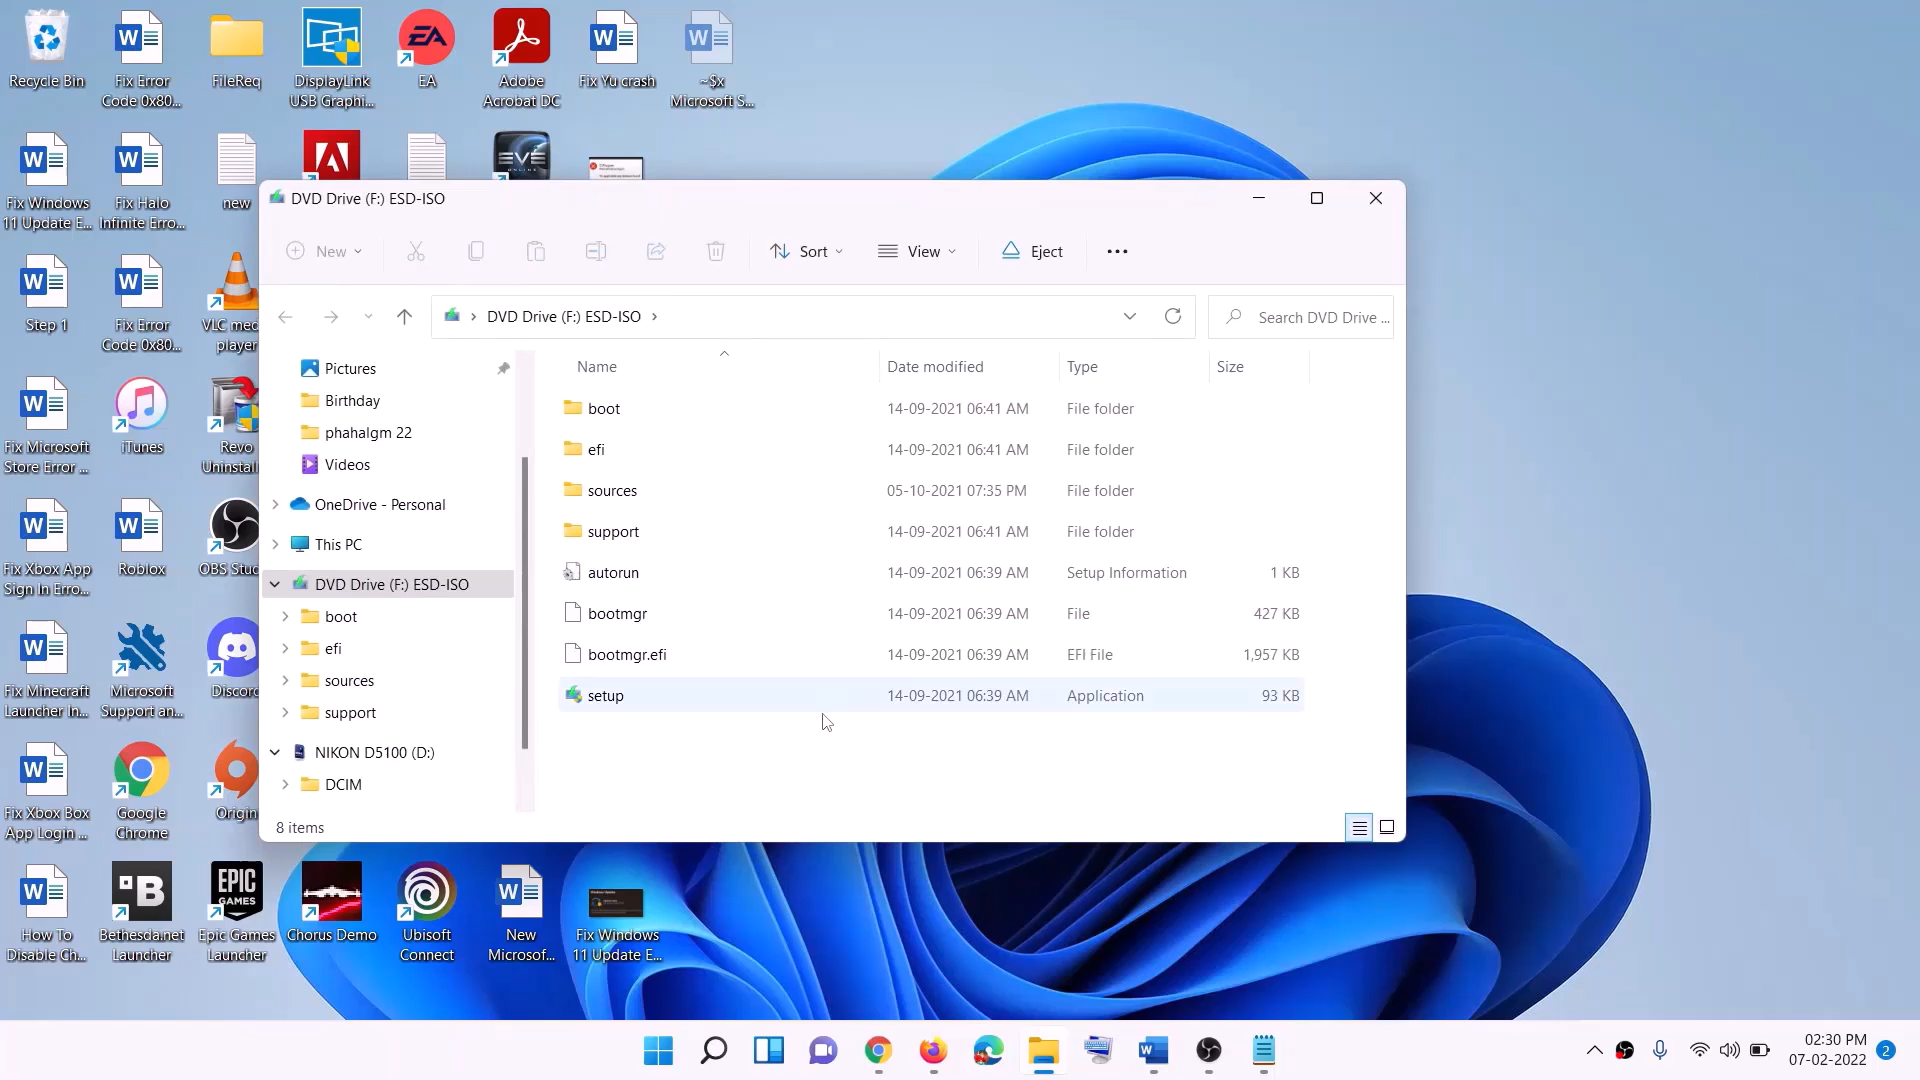 Recycle Bin
Fix Error
Code 0x80...
FileReq
DisplayLink
USB Graphi...
EA
EA
Adobe
Acrobat DC
Fix Yu crash
~$x
Microsoft S...
Fix Windows
11 Update E...
Fix Halo
Infinite Erro...
new
EVE
ONLINE
DVD Drive (F:) ESD-ISO
New
Sort
View
Eject
DVD Drive (F:) ESD-ISO
Search DVD Drive ...
Step 1
Fix Error
Code 0x80...
VLC med
player
Fix Microsoft
Store Error ...
iTunes
Revo
Uninstall
Fix Xbox App
Sign In Erro...
Roblox
OBS Stud
Fix Minecraft
Launcher In...
Microsoft
Support an...
Discord
Fix Xbox Box
App Login ...
Google
Chrome
Origin
Pictures
Birthday
phahalgm 22
Videos
OneDrive - Personal
This PC
DVD Drive (F:) ESD-ISO
boot
efi
sources
support
NIKON D5100 (D:)
DCIM
Name Date modified Type Size
boot 14-09-2021 06:41 AM File folder
efi 14-09-2021 06:41 AM File folder
sources 05-10-2021 07:35 PM File folder
support 14-09-2021 06:41 AM File folder
autorun 14-09-2021 06:39 AM Setup Information 1 KB
bootmgr 14-09-2021 06:39 AM File 427 KB
bootmgr.efi 14-09-2021 06:39 AM EFI File 1,957 KB
setup 14-09-2021 06:39 AM Application 93 KB
8 items
How To
Disable Ch...
Bethesda.net
Launcher
EPIC
GAMES
Epic Games
Launcher
Chorus Demo
Ubisoft
Connect
New
Microsof...
Fix Windows
11 Update E...
02:30 PM
07-02-2022
2